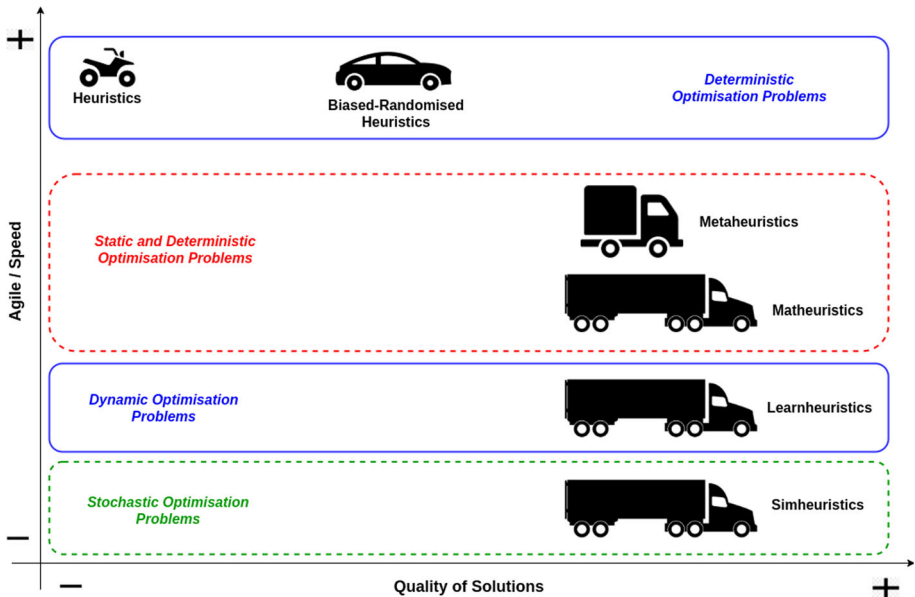 +
Heuristics
Biased-Randomised
Heuristics
Deterministic
Optimisation Problems
Static and Deterministic
Optimisation Problems
Metaheuristics
Matheuristics
Agile / Speed
Dynamic Optimisation
Problems
Learnheuristics
Stochastic Optimisation
Problems
Simheuristics
−
−
Quality of Solutions
+